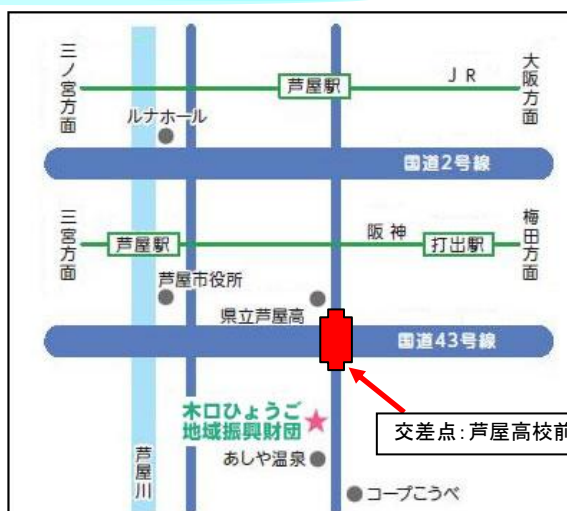 三ノ宮方面
芦屋駅
JR
大阪方面
ルナホール
国道2号線
三宮方面
芦屋駅
阪神
打出駅
梅田方面
芦屋市役所
県立芦屋高
国道43号線
木口ひょうご
地域振興財団
交差点:芦屋高校前
あしや温泉
芦屋川
コープこうべ